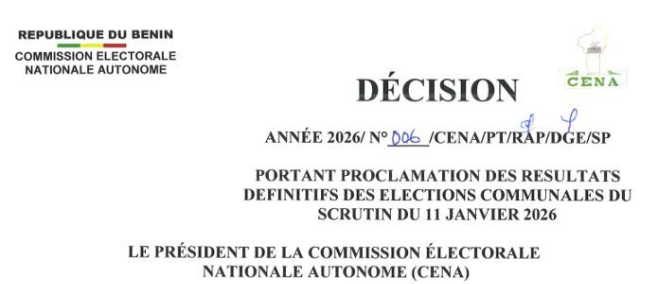 REPUBLIQUE DU BENIN
COMMISSION ELECTORALE
NATIONALE AUTONOME
CENA
DÉCISION
ANNÉE 2026/ N° 006 /CENA/PT/RAP/DGE/SP
PORTANT PROCLAMATION DES RESULTATS
DEFINITIFS DES ELECTIONS COMMUNALES DU
SCRUTIN DU 11 JANVIER 2026
LE PRÉSIDENT DE LA COMMISSION ÉLECTORALE
NATIONALE AUTONOME (CENA)